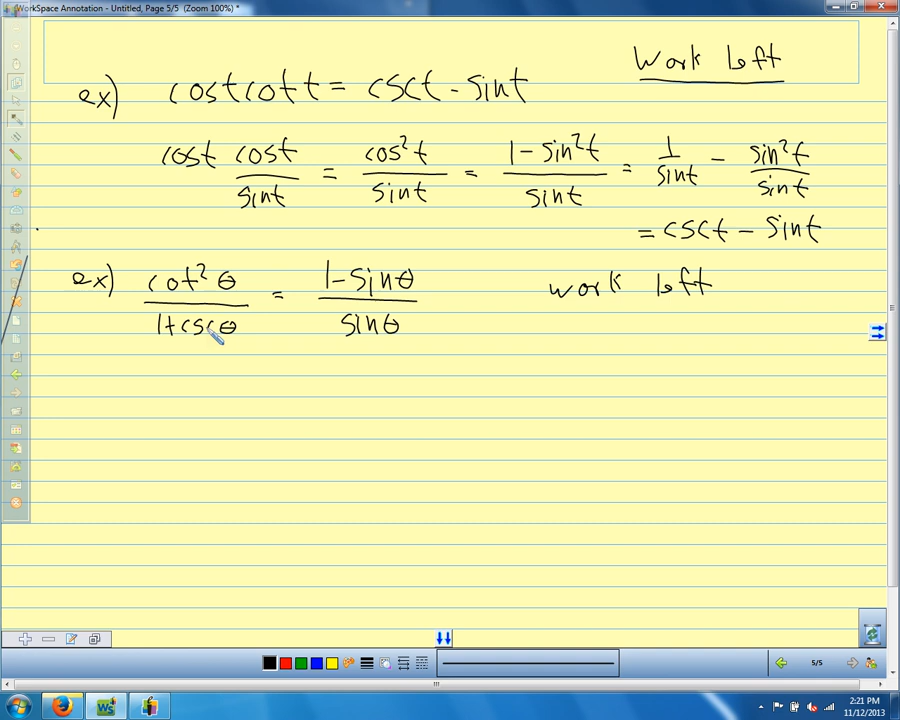 WorkSpace Annotation - Untitled, Page 5/5 (Zoom 100%) *
Work left
ex) cost cott t = csct - sint
cost cost/sint = cos²t/sint = 1-sin²t/sint = 1/sint - sin²t/sint
= csct - sint
ex) cot²θ/1+cscθ = 1-sinθ/sinθ work left
5/5
2:21 PM
11/12/2013